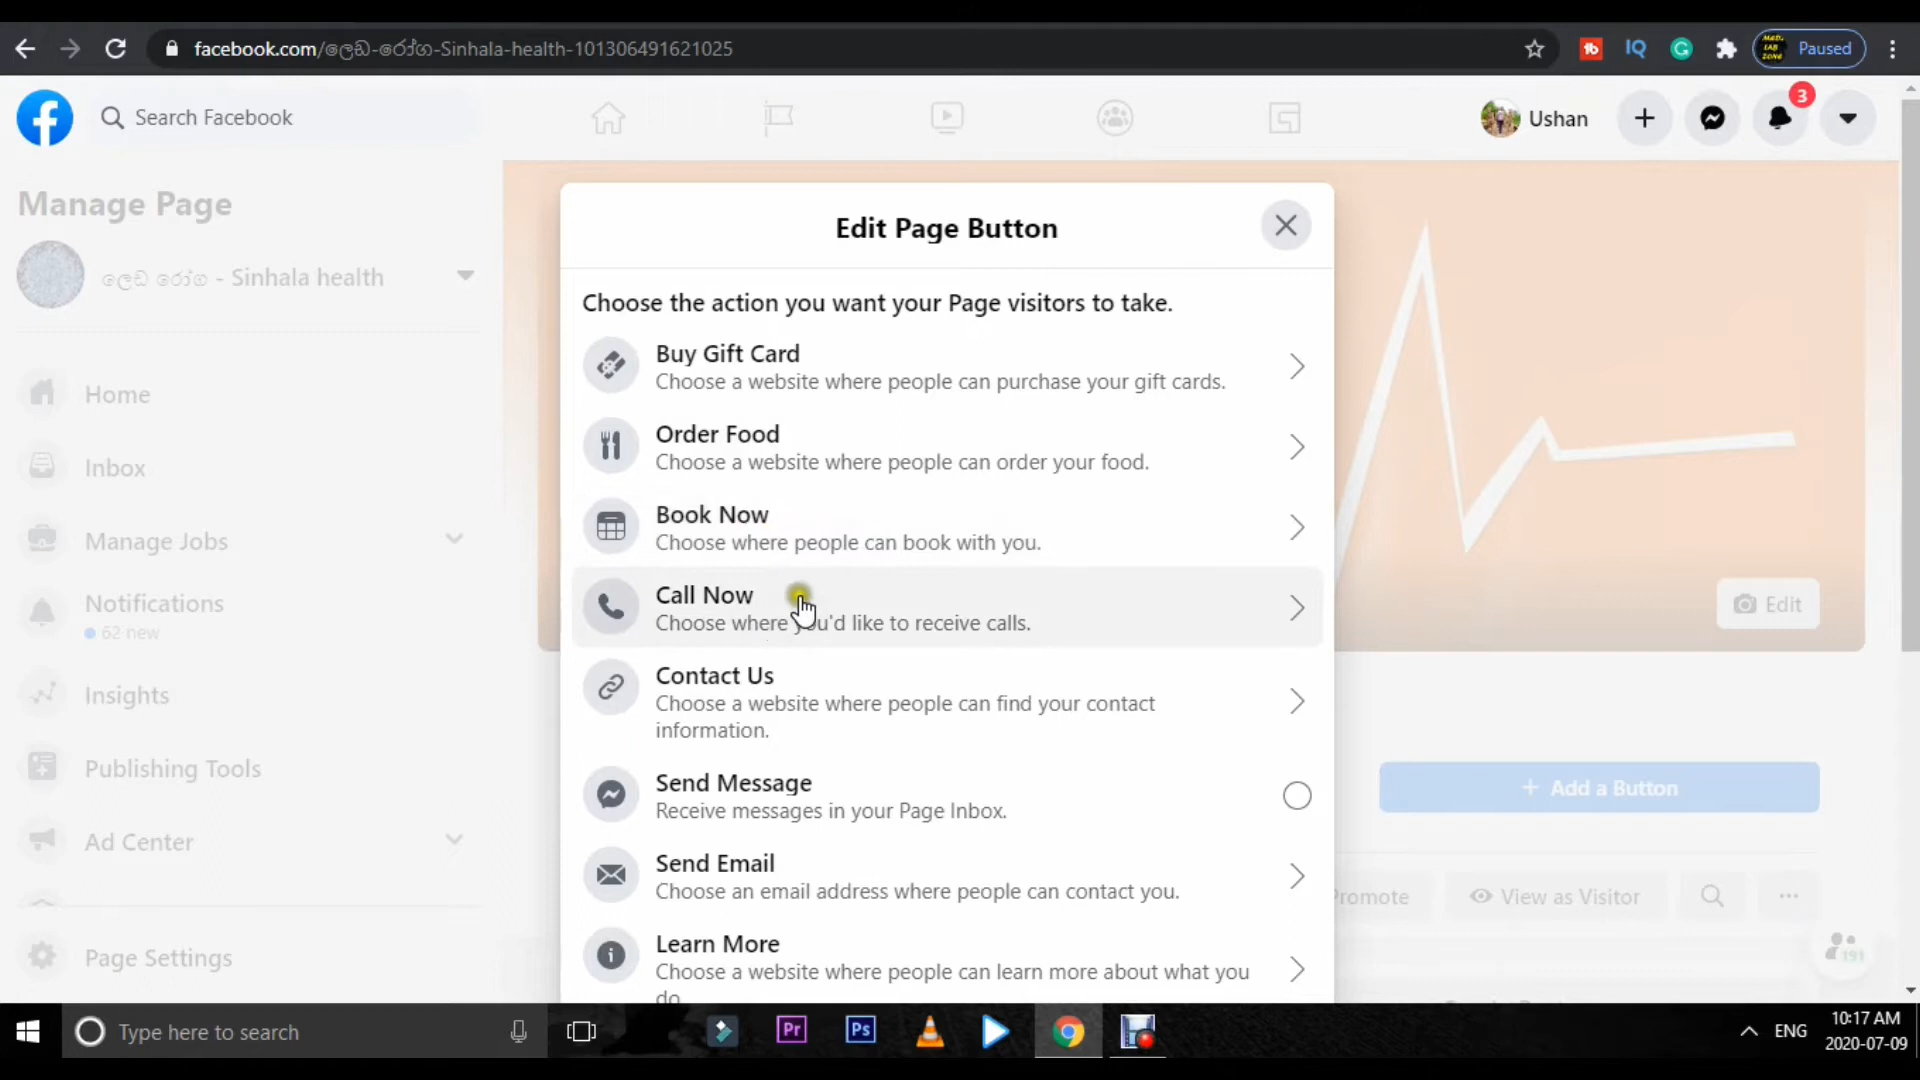 facebook.com/ලෙඩ-රෝග-Sinhala-health-101306491621025
Paused
Search Facebook
Ushan
3
Manage Page
ලෙඩ රෝග - Sinhala health
Home
Inbox
Manage Jobs
Notifications
62 new
Insights
Publishing Tools
Ad Center
Page Settings
Edit Page Button
Choose the action you want your Page visitors to take.
Buy Gift Card
Choose a website where people can purchase your gift cards.
Order Food
Choose a website where people can order your food.
Book Now
Choose where people can book with you.
Call Now
Choose where you'd like to receive calls.
Contact Us
Choose a website where people can find your contact
information.
Send Message
Receive messages in your Page Inbox.
Send Email
Choose an email address where people can contact you.
Learn More
Choose a website where people can learn more about what you
do.
Edit
+ Add a Button
Promote
View as Visitor
191
Type here to search
Pr
Ps
ENG
10:17 AM
2020-07-09